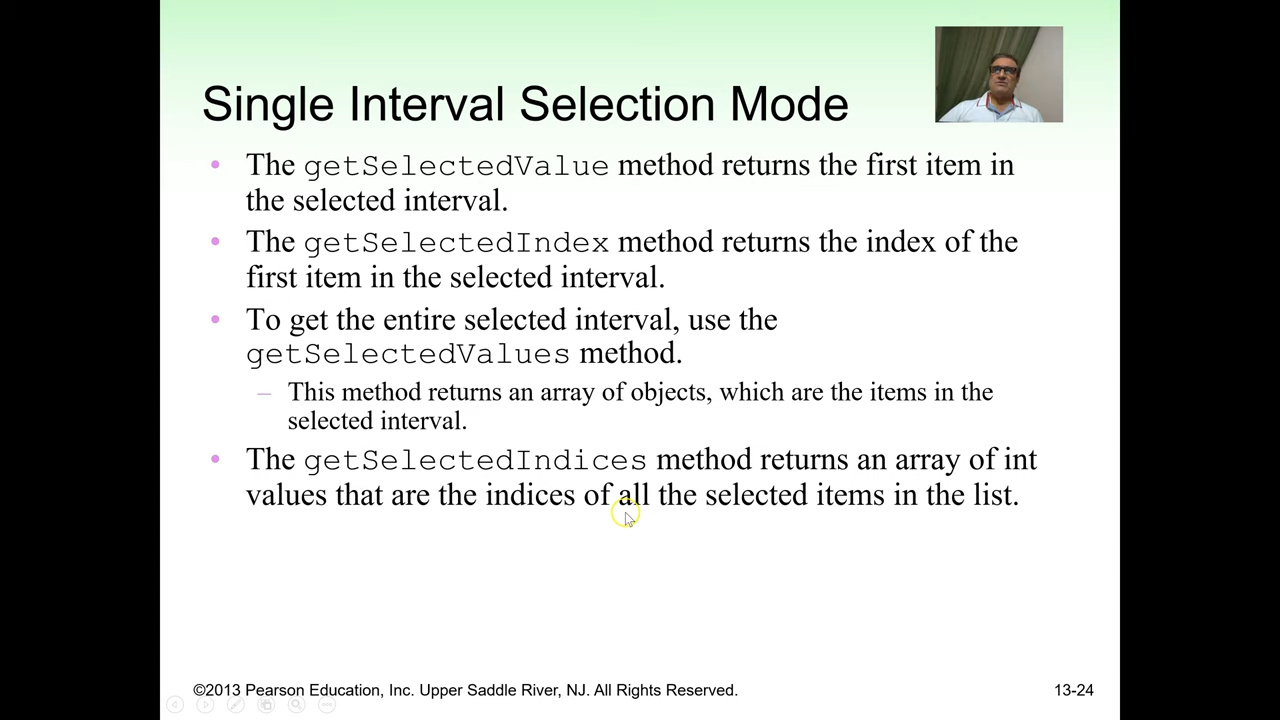 Single Interval Selection Mode
• The getSelectedValue method returns the first item in
the selected interval.
• The getSelectedIndex method returns the index of the
first item in the selected interval.
• To get the entire selected interval, use the
getSelectedValues method.
– This method returns an array of objects, which are the items in the
selected interval.
• The getSelectedIndices method returns an array of int
values that are the indices of all the selected items in the list.
©2013 Pearson Education, Inc. Upper Saddle River, NJ. All Rights Reserved.
13-24